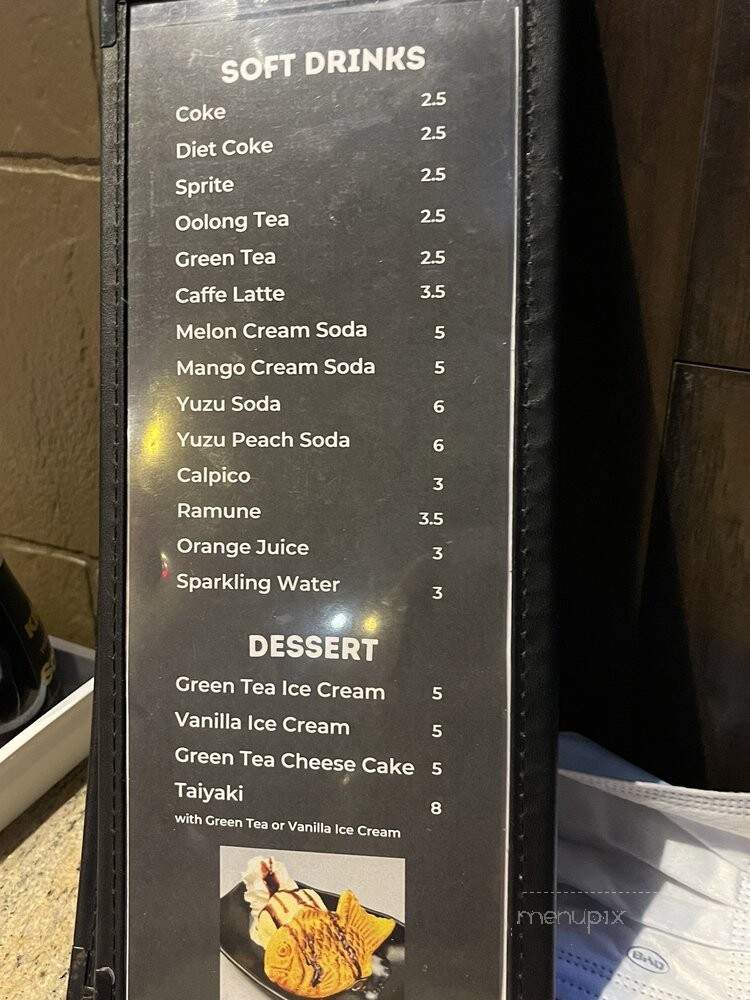 SOFT DRINKS
Coke 2.5
Diet Coke 2.5
Sprite 2.5
Oolong Tea 2.5
Green Tea 2.5
Caffe Latte 3.5
Melon Cream Soda 5
Mango Cream Soda 5
Yuzu Soda 6
Yuzu Peach Soda 6
Calpico 3
Ramune 3.5
Orange Juice 3
Sparkling Water 3
DESSERT
Green Tea Ice Cream 5
Vanilla Ice Cream 5
Green Tea Cheese Cake 5
Taiyaki 8
with Green Tea or Vanilla Ice Cream
menupix